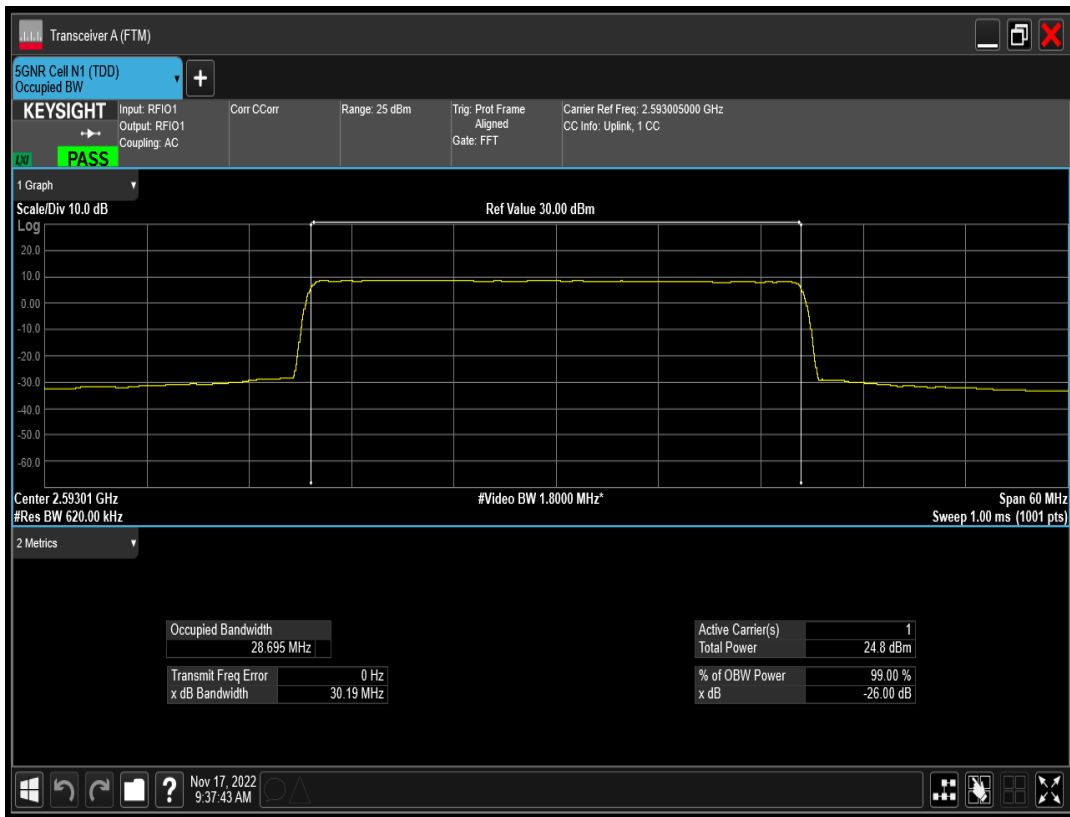 Transceiver A (FTM)
5GNR Cell N1 (TDD)
Occupied BW
+
KEYSIGHT
LXI
PASS
Input: RFIO1
Output: RFIO1
Coupling: AC
Corr CCorr
Range: 25 dBm
Trig: Prot Frame
Aligned
Gate: FFT
Carrier Ref Freq: 2.593005000 GHz
CC Info: Uplink, 1 CC
1 Graph
Scale/Div 10.0 dB
Ref Value 30.00 dBm
Log
20.0
10.0
0.00
-10.0
-20.0
-30.0
-40.0
-50.0
-60.0
Center 2.59301 GHz
#Video BW 1.8000 MHz*
Span 60 MHz
#Res BW 620.00 kHz
Sweep 1.00 ms (1001 pts)
2 Metrics
Occupied Bandwidth
28.695 MHz
Transmit Freq Error 0 Hz
x dB Bandwidth 30.19 MHz
Active Carrier(s) 1
Total Power 24.8 dBm
% of OBW Power 99.00 %
x dB -26.00 dB
?
Nov 17, 2022
9:37:43 AM